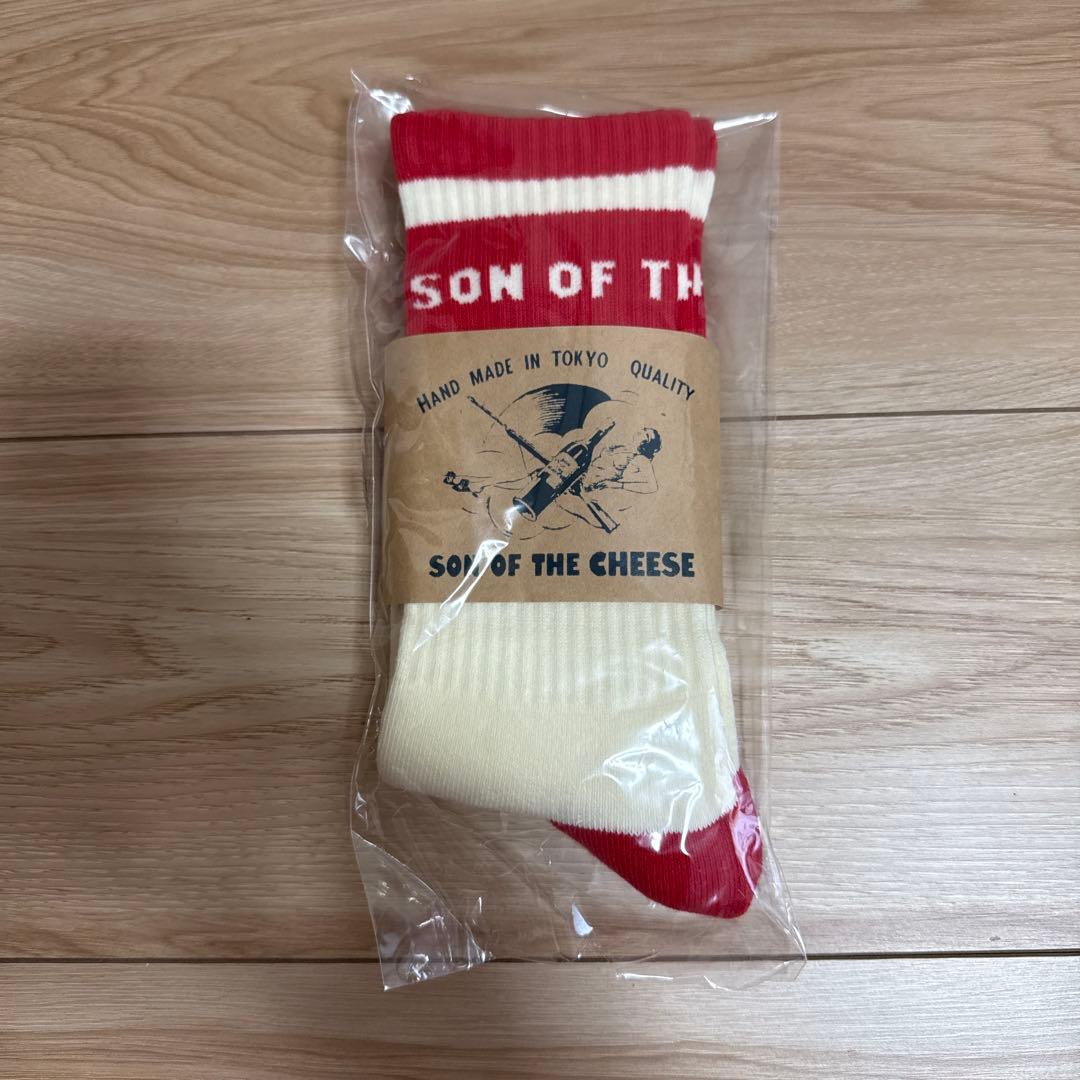 SON OF TH
HAND MADE IN TOKYO QUALITY
SON OF THE CHEESE